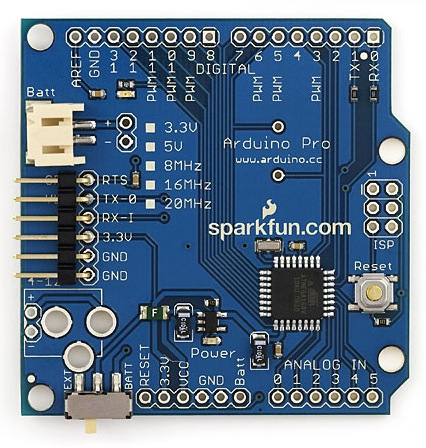 AREF
GND
13
12
11 PWM
10 PWM
9 PWM
8
DIGITAL
7
6 PWM
5 PWM
4
3 PWM
2
TX 1
RX 0
Batt
+
-
3.3V
5V
8MHz
16MHz
20MHz
Arduino Pro
www.arduino.cc
RTS
TX-O
RX-I
3.3V
GND
GND
sparkfun.com
1
ISP
Reset
+
-
F
Power
EXT
BATT
RESET
3.3V
VCC
GND
Batt
ANALOG IN
0 1 2 3 4 5